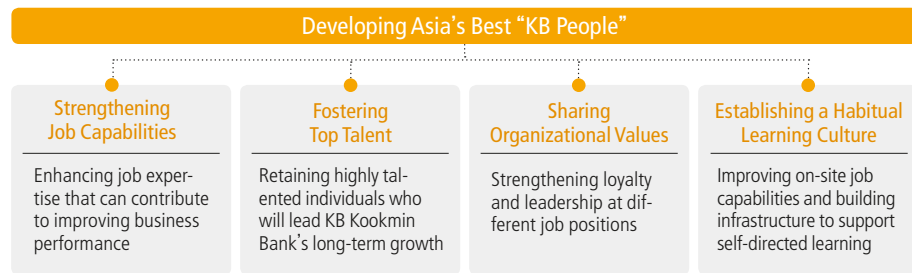 Developing Asia's Best “KB People”
Strengthening
Job Capabilities
Enhancing job exper-
tise that can contribute
to improving business
performance
Fostering
Top Talent
Retaining highly tal-
ented individuals who
will lead KB Kookmin
Bank's long-term growth
Sharing
Organizational Values
Strengthening loyalty
and leadership at dif-
ferent job positions
Establishing a Habitual
Learning Culture
Improving on-site job
capabilities and building
infrastructure to support
self-directed learning